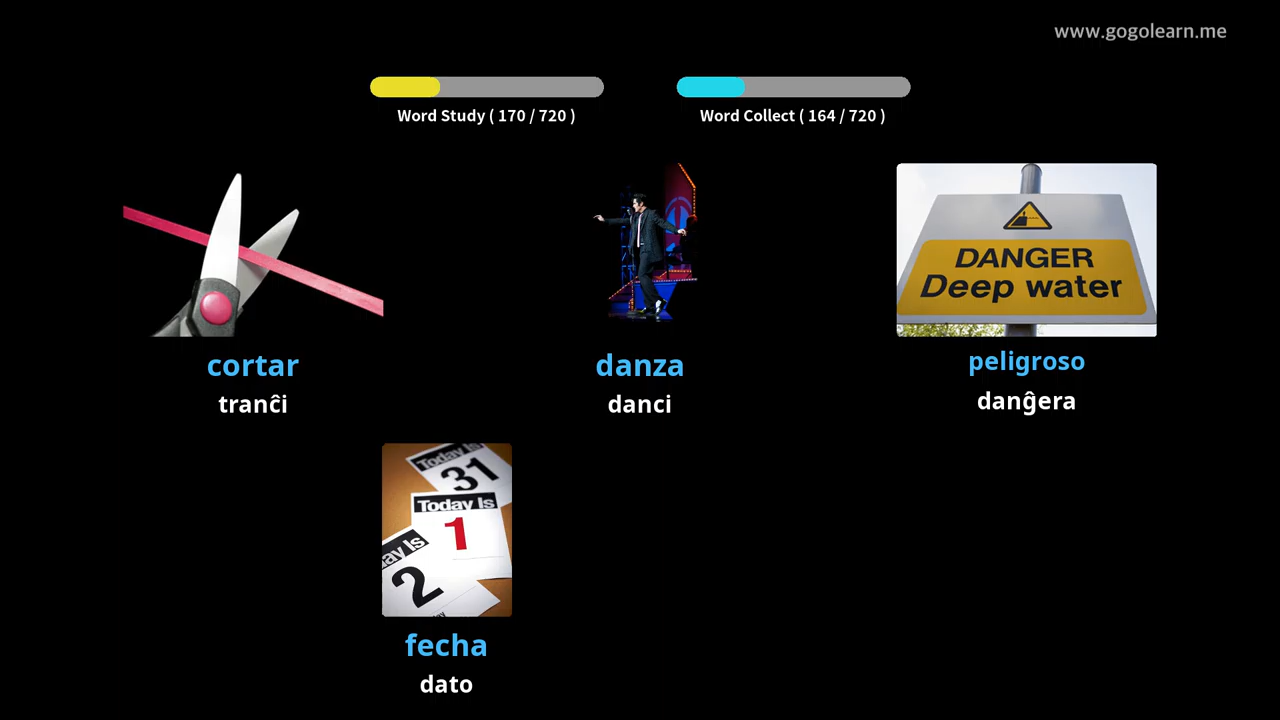 www.gogolearn.me
Word Study ( 170 / 720 )
Word Collect ( 164 / 720 )
DANGER
Deep water
cortar
tranĉi
danza
danci
peligroso
danĝera
Today Is
31
Today Is
1
ay Is
2
fecha
dato